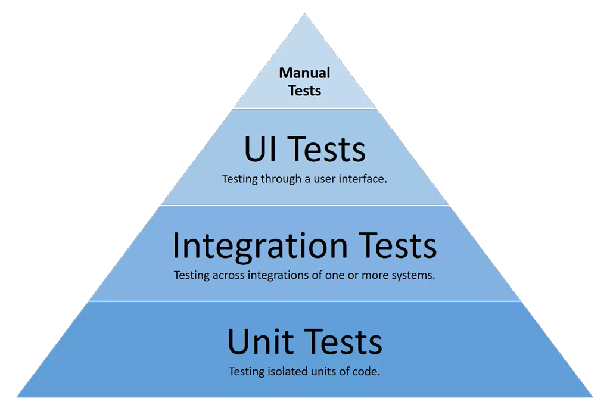 Manual
Tests
UI Tests
Testing through a user interface.
Integration Tests
Testing across integrations of one or more systems.
Unit Tests
Testing isolated units of code.